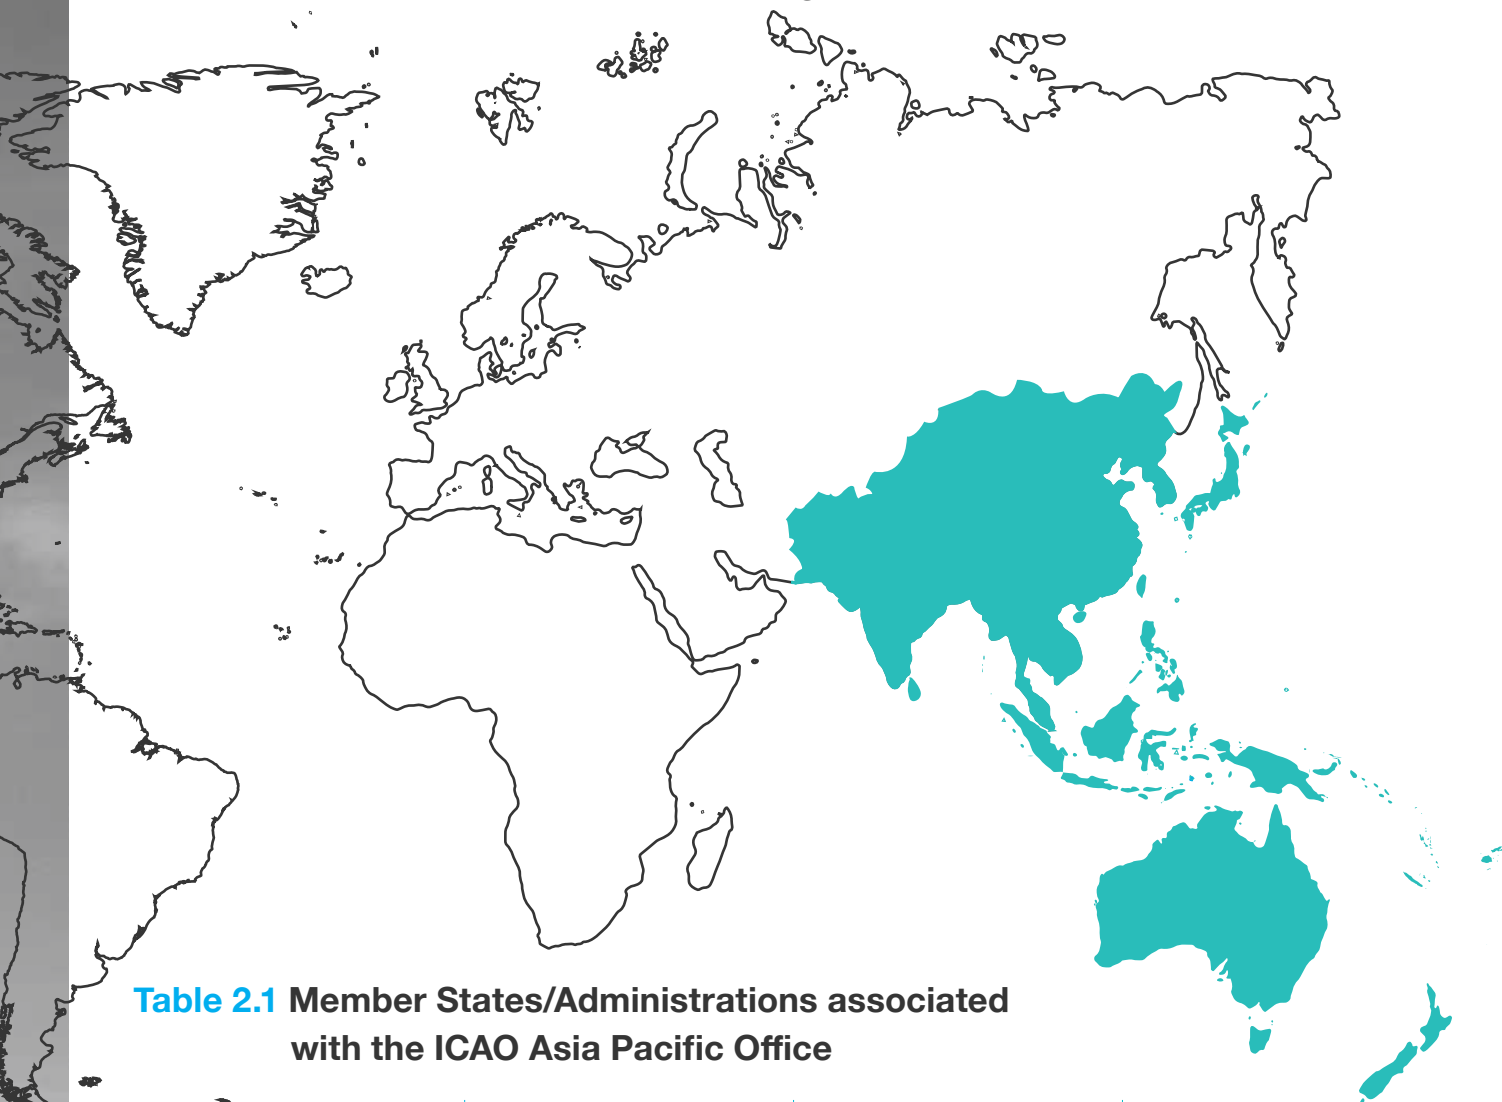 Table 2.1 Member States/Administrations associated
with the ICAO Asia Pacific Office